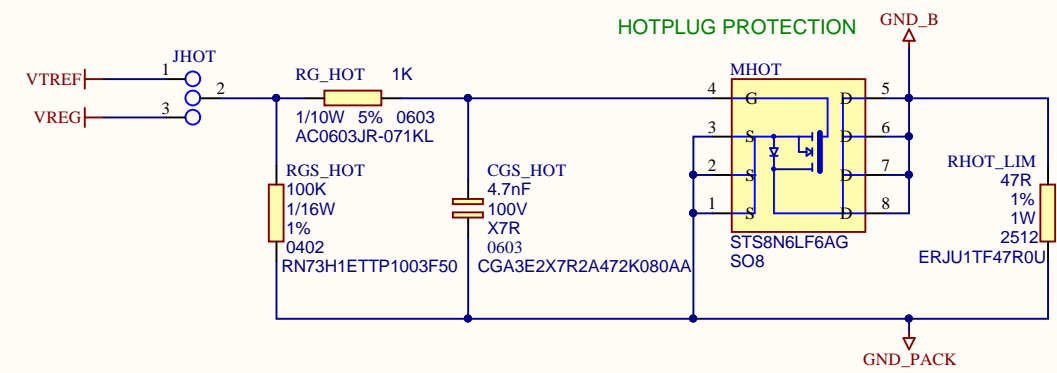 HOTPLUG PROTECTION
GND_B
JHOT
VTREF
1
2
VREG
3
RG_HOT 1K
1/10W 5% 0603
AC0603JR-071KL
RGS_HOT
100K
1/16W
1%
0402
RN73H1ETTP1003F50
CGS_HOT
4.7nF
100V
X7R
0603
CGA3E2X7R2A472K080AA
MHOT
4 G D 5
3 S D 6
2 S D 7
1 S D 8
STS8N6LF6AG
SO8
RHOT_LIM
47R
1%
1W
2512
ERJU1TF47R0U
GND_PACK